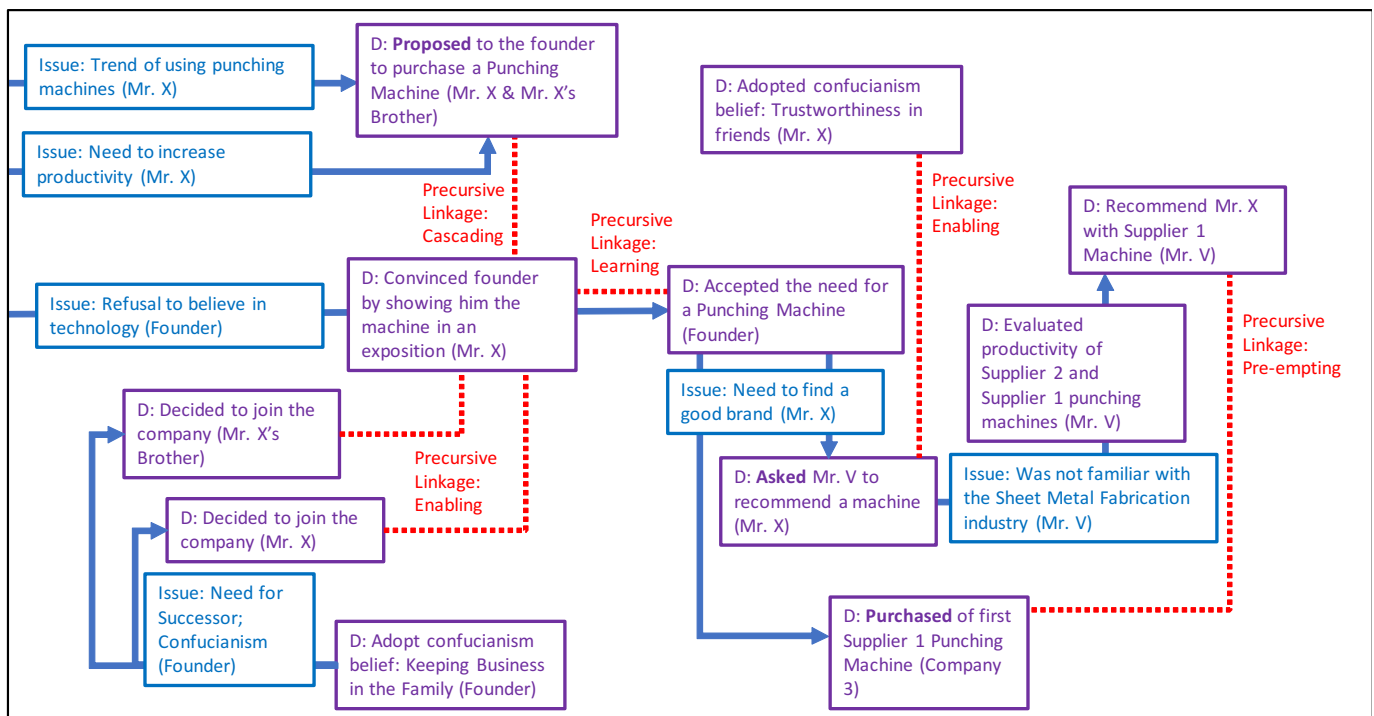 Issue: Trend of using punching
machines (Mr. X)
D: Proposed to the founder
to purchase a Punching
Machine (Mr. X & Mr. X's
Brother)
Issue: Need to increase
productivity (Mr. X)
Precursive
Linkage:
Cascading
D: Adopted confucianism
belief: Trustworthiness in
friends (Mr. X)
Precursive
Linkage:
Enabling
Issue: Refusal to believe in
technology (Founder)
D: Convinced founder
by showing him the
machine in an
exposition (Mr. X)
Precursive
Linkage:
Learning
D: Accepted the need for
a Punching Machine
(Founder)
D: Recommend Mr. X
with Supplier 1
Machine (Mr. V)
D: Evaluated
productivity of
Supplier 2 and
Supplier 1 punching
machines (Mr. V)
Precursive
Linkage:
Pre-empting
Issue: Need to find a
good brand (Mr. X)
D: Decided to join the
company (Mr. X's
Brother)
Precursive
Linkage:
Enabling
D: Decided to join the
company (Mr. X)
D: Asked Mr. V to
recommend a machine
(Mr. X)
Issue: Was not familiar with
the Sheet Metal Fabrication
industry (Mr. V)
Issue: Need for
Successor;
Confucianism
(Founder)
D: Adopt confucianism
belief: Keeping Business
in the Family (Founder)
D: Purchased of first
Supplier 1 Punching
Machine (Company
3)